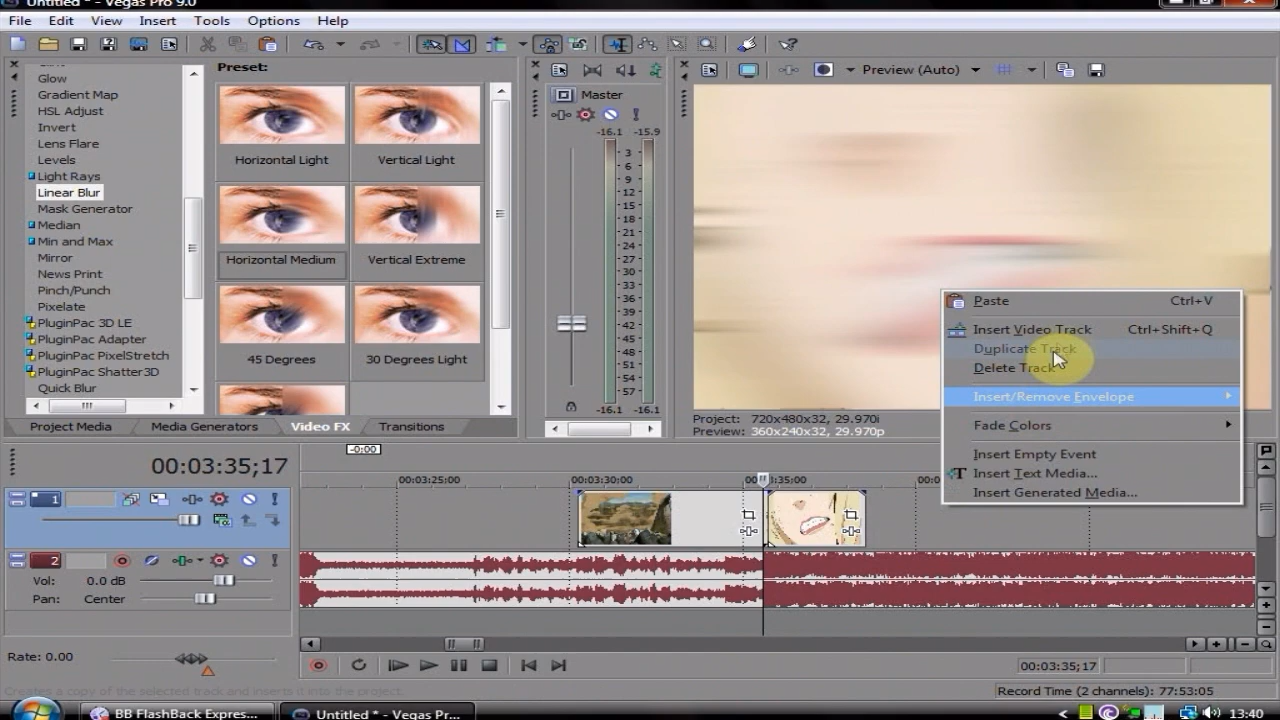 Untitled * - Vegas Pro 9.0
File Edit View Insert Tools Options Help
Preset:
Glow
Gradient Map
HSL Adjust
Invert
Lens Flare
Levels
Light Rays
Linear Blur
Mask Generator
Median
Min and Max
Mirror
News Print
Pinch/Punch
Pixelate
PluginPac 3D LE
PluginPac Adapter
PluginPac PixelStretch
PluginPac Shatter3D
Quick Blur
Horizontal Light
Vertical Light
Horizontal Medium
Vertical Extreme
45 Degrees
30 Degrees Light
Project Media Media Generators Video FX Transitions
Master
-16.1 -15.9
3
6
9
12
15
18
21
24
27
30
33
36
39
42
45
48
51
54
57
-16.1 -16.1
Preview (Auto)
Project: 720x480x32, 29.970i
Preview: 360x240x32, 29.970p
Paste Ctrl+V
Insert Video Track Ctrl+Shift+Q
Duplicate Track
Delete Track
Insert/Remove Envelope
Fade Colors
Insert Empty Event
Insert Text Media...
Insert Generated Media...
-0:00
00:03:35;17
00:03:25:00 00:03:30:00 :35:00 00:0
1
2
Vol: 0.0 dB
Pan: Center
Rate: 0.00
00:03:35;17
Creates a copy of the selected track and inserts it into the project.
Record Time (2 channels): 77:53:05
BB FlashBack Expres... Untitled * - Vegas Pr...
13:40